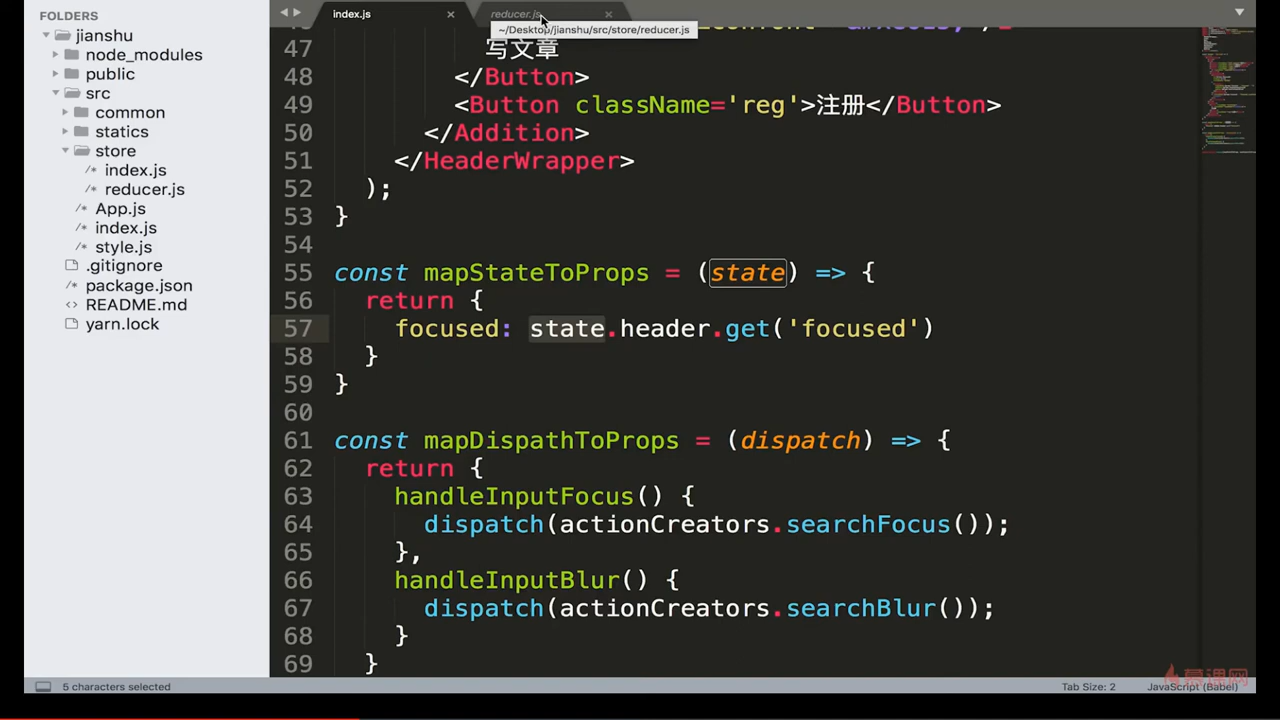 FOLDERS
jianshu
node_modules
public
src
common
statics
store
/* index.js
/* reducer.js
/* App.js
/* index.js
/* style.js
.gitignore
package.json
README.md
yarn.lock
index.js ×
reducer.js ×
~/Desktop/jianshu/src/store/reducer.js
47 写文章
48 </Button>
49 <Button className='reg'>注册</Button>
50 </Addition>
51 </HeaderWrapper>
52 );
53 }
54
55 const mapStateToProps = (state) => {
56 return {
57 focused: state.header.get('focused')
58 }
59 }
60
61 const mapDispathToProps = (dispatch) => {
62 return {
63 handleInputFocus() {
64 dispatch(actionCreators.searchFocus());
65 },
66 handleInputBlur() {
67 dispatch(actionCreators.searchBlur());
68 }
69 }
慕课网
5 characters selected
Tab Size: 2
JavaScript (Babel)